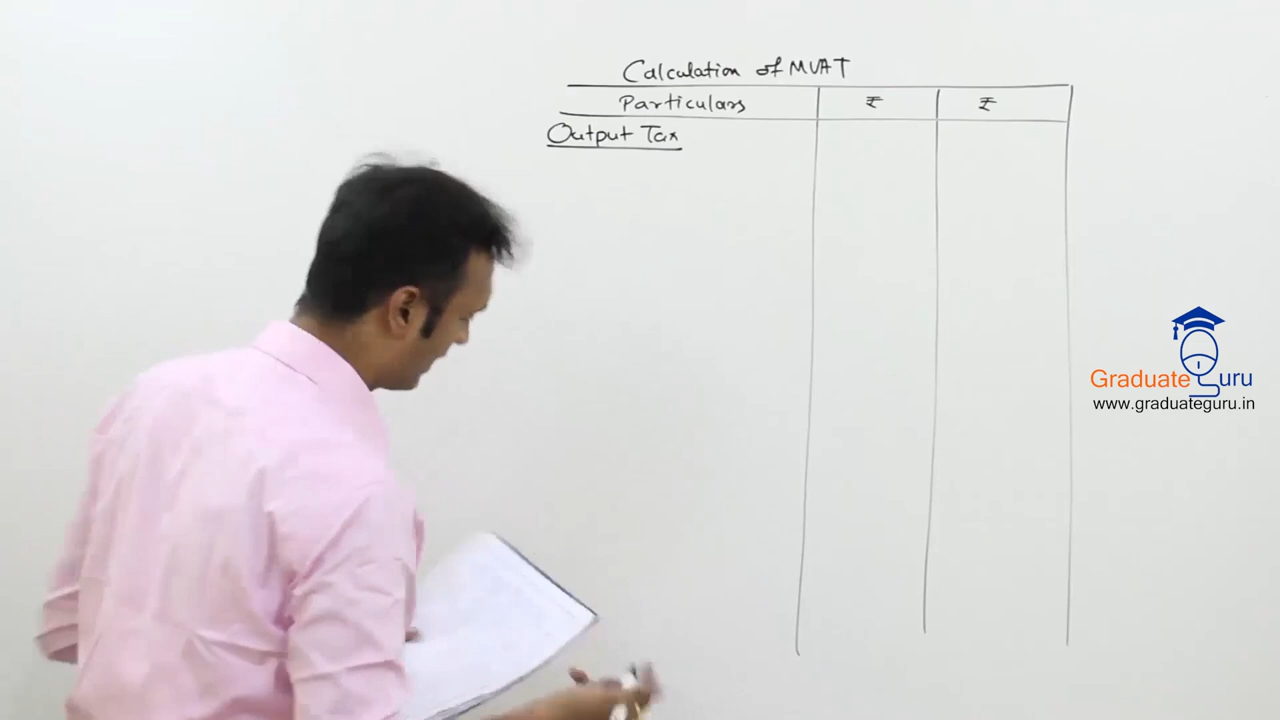 Calculation of MVAT
Particulars ₹ ₹
Output Tax
Graduate Guru
www.graduateguru.in